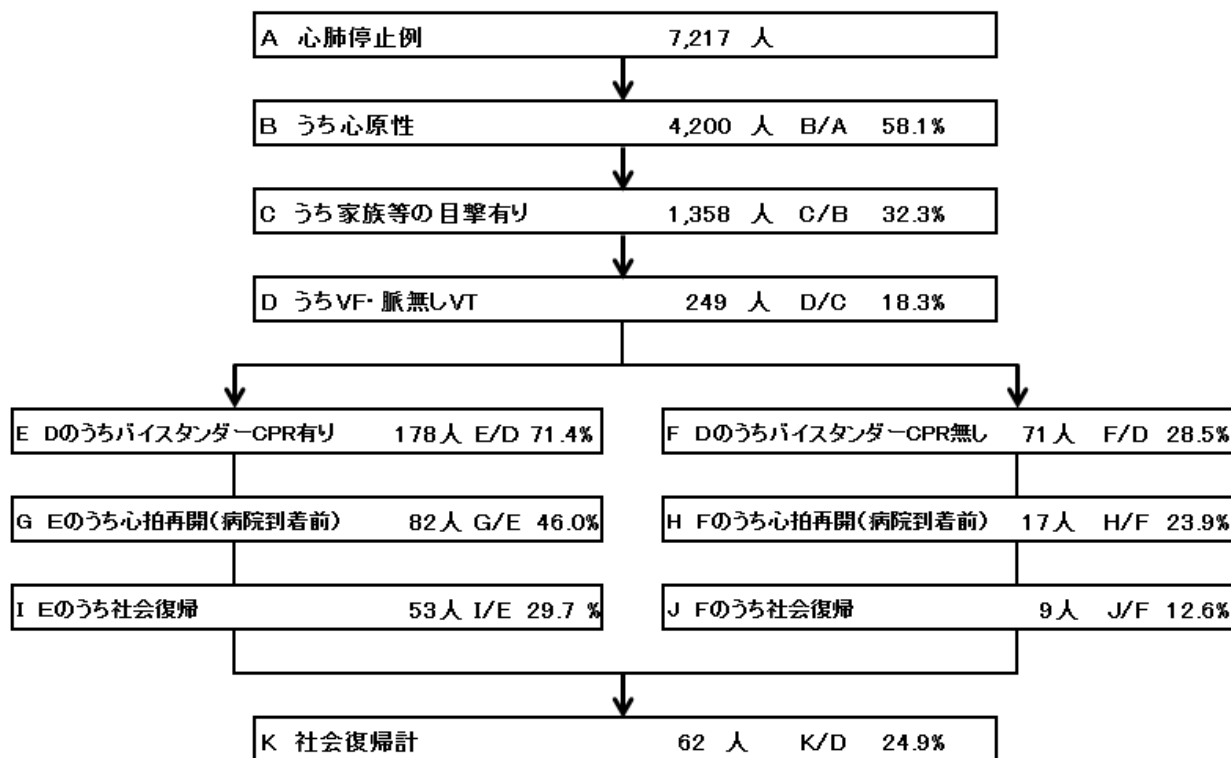 A 心肺停止例 7,217 人
B うち心原性 4,200 人 B/A 58.1%
C うち家族等の目撃有り 1,358 人 C/B 32.3%
D うちVF・脈無しVT 249 人 D/C 18.3%
E DのうちバイスタンダーCPR有り 178人 E/D 71.4%
F DのうちバイスタンダーCPR無し 71人 F/D 28.5%
G Eのうち心拍再開(病院到着前) 82人 G/E 46.0%
H Fのうち心拍再開(病院到着前) 17人 H/F 23.9%
I Eのうち社会復帰 53人 I/E 29.7 %
J Fのうち社会復帰 9人 J/F 12.6%
K 社会復帰計 62 人 K/D 24.9%